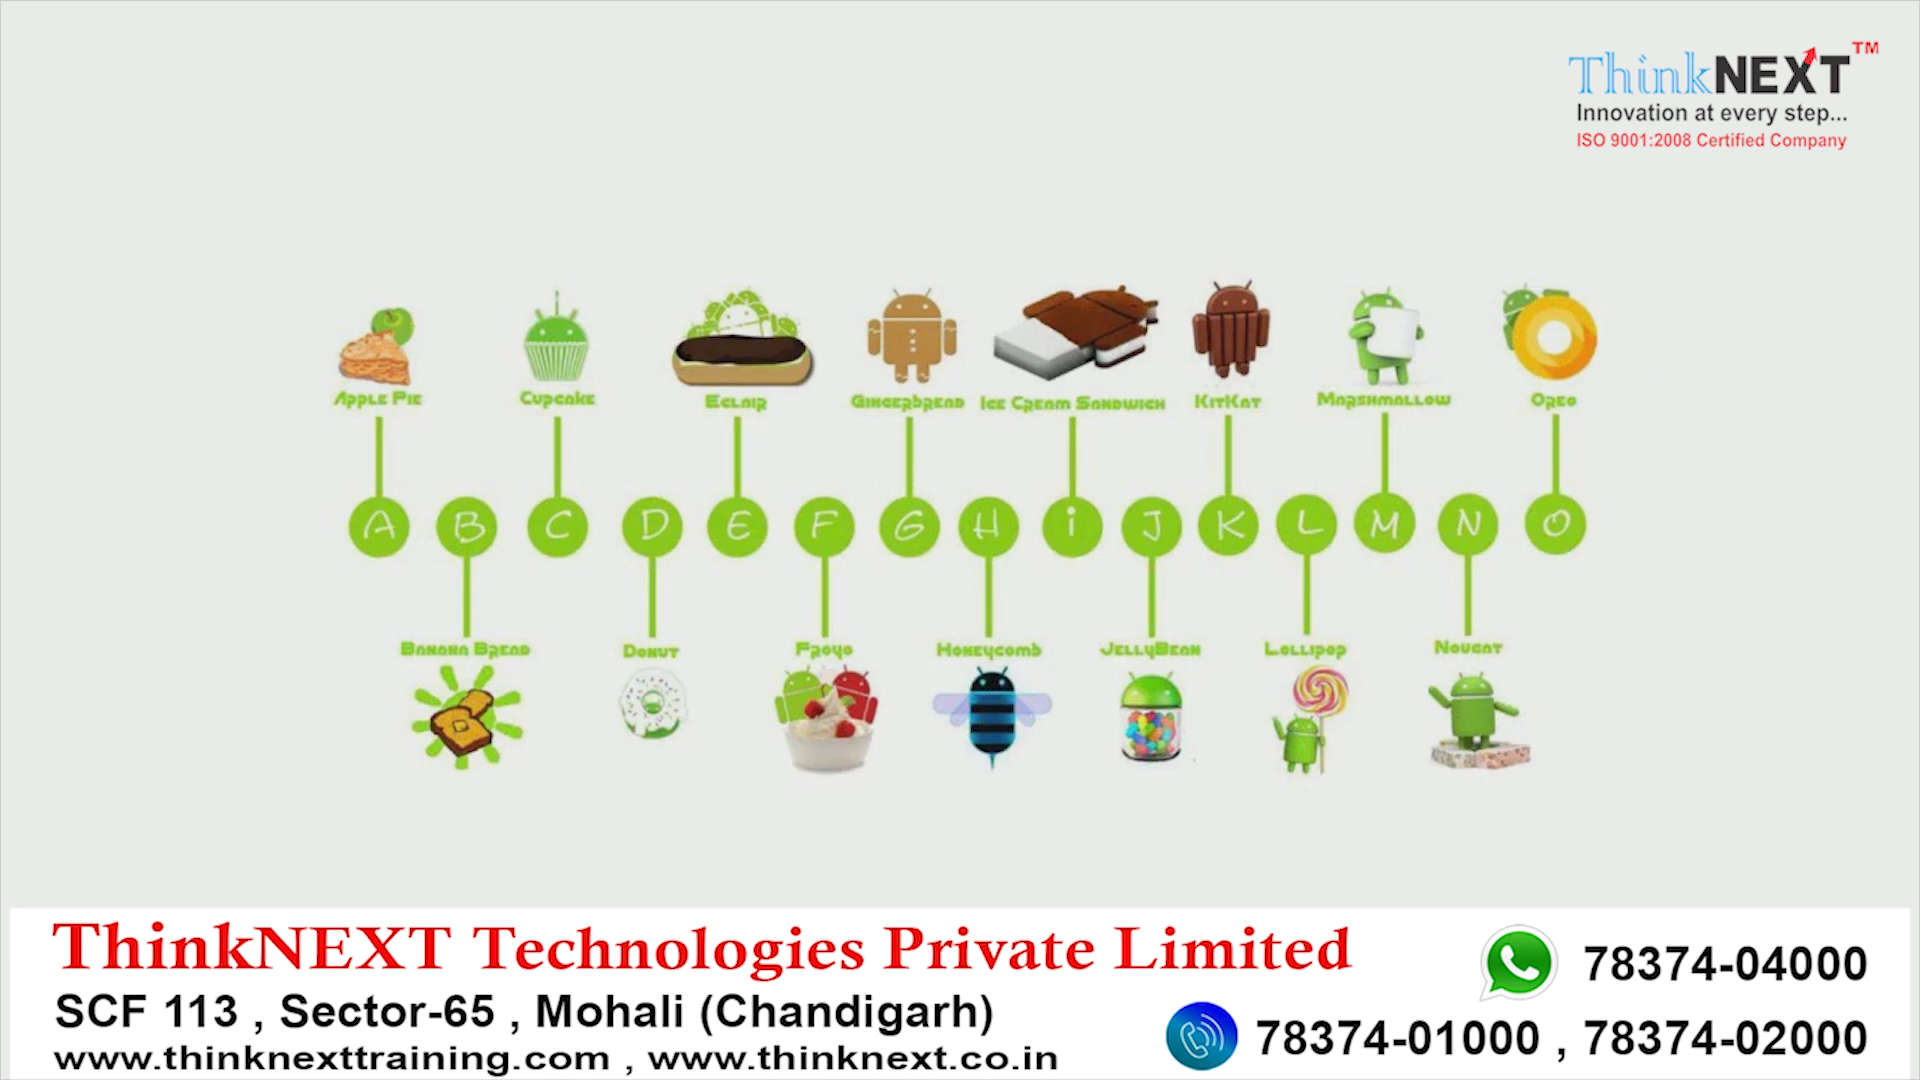 ThinkNEXT™
Innovation at every step...
ISO 9001:2008 Certified Company
Apple Pie
Cupcake
Eclair
Gingerbread
Ice Cream Sandwich
KitKat
Marshmallow
Oreo
A B C D E F G H i J K L M N O
Banana Bread
Donut
Froyo
Honeycomb
JellyBean
Lollipop
Nougat
ThinkNEXT Technologies Private Limited
SCF 113 , Sector-65 , Mohali (Chandigarh)
www.thinknexttraining.com , www.thinknext.co.in
78374-04000
78374-01000 , 78374-02000